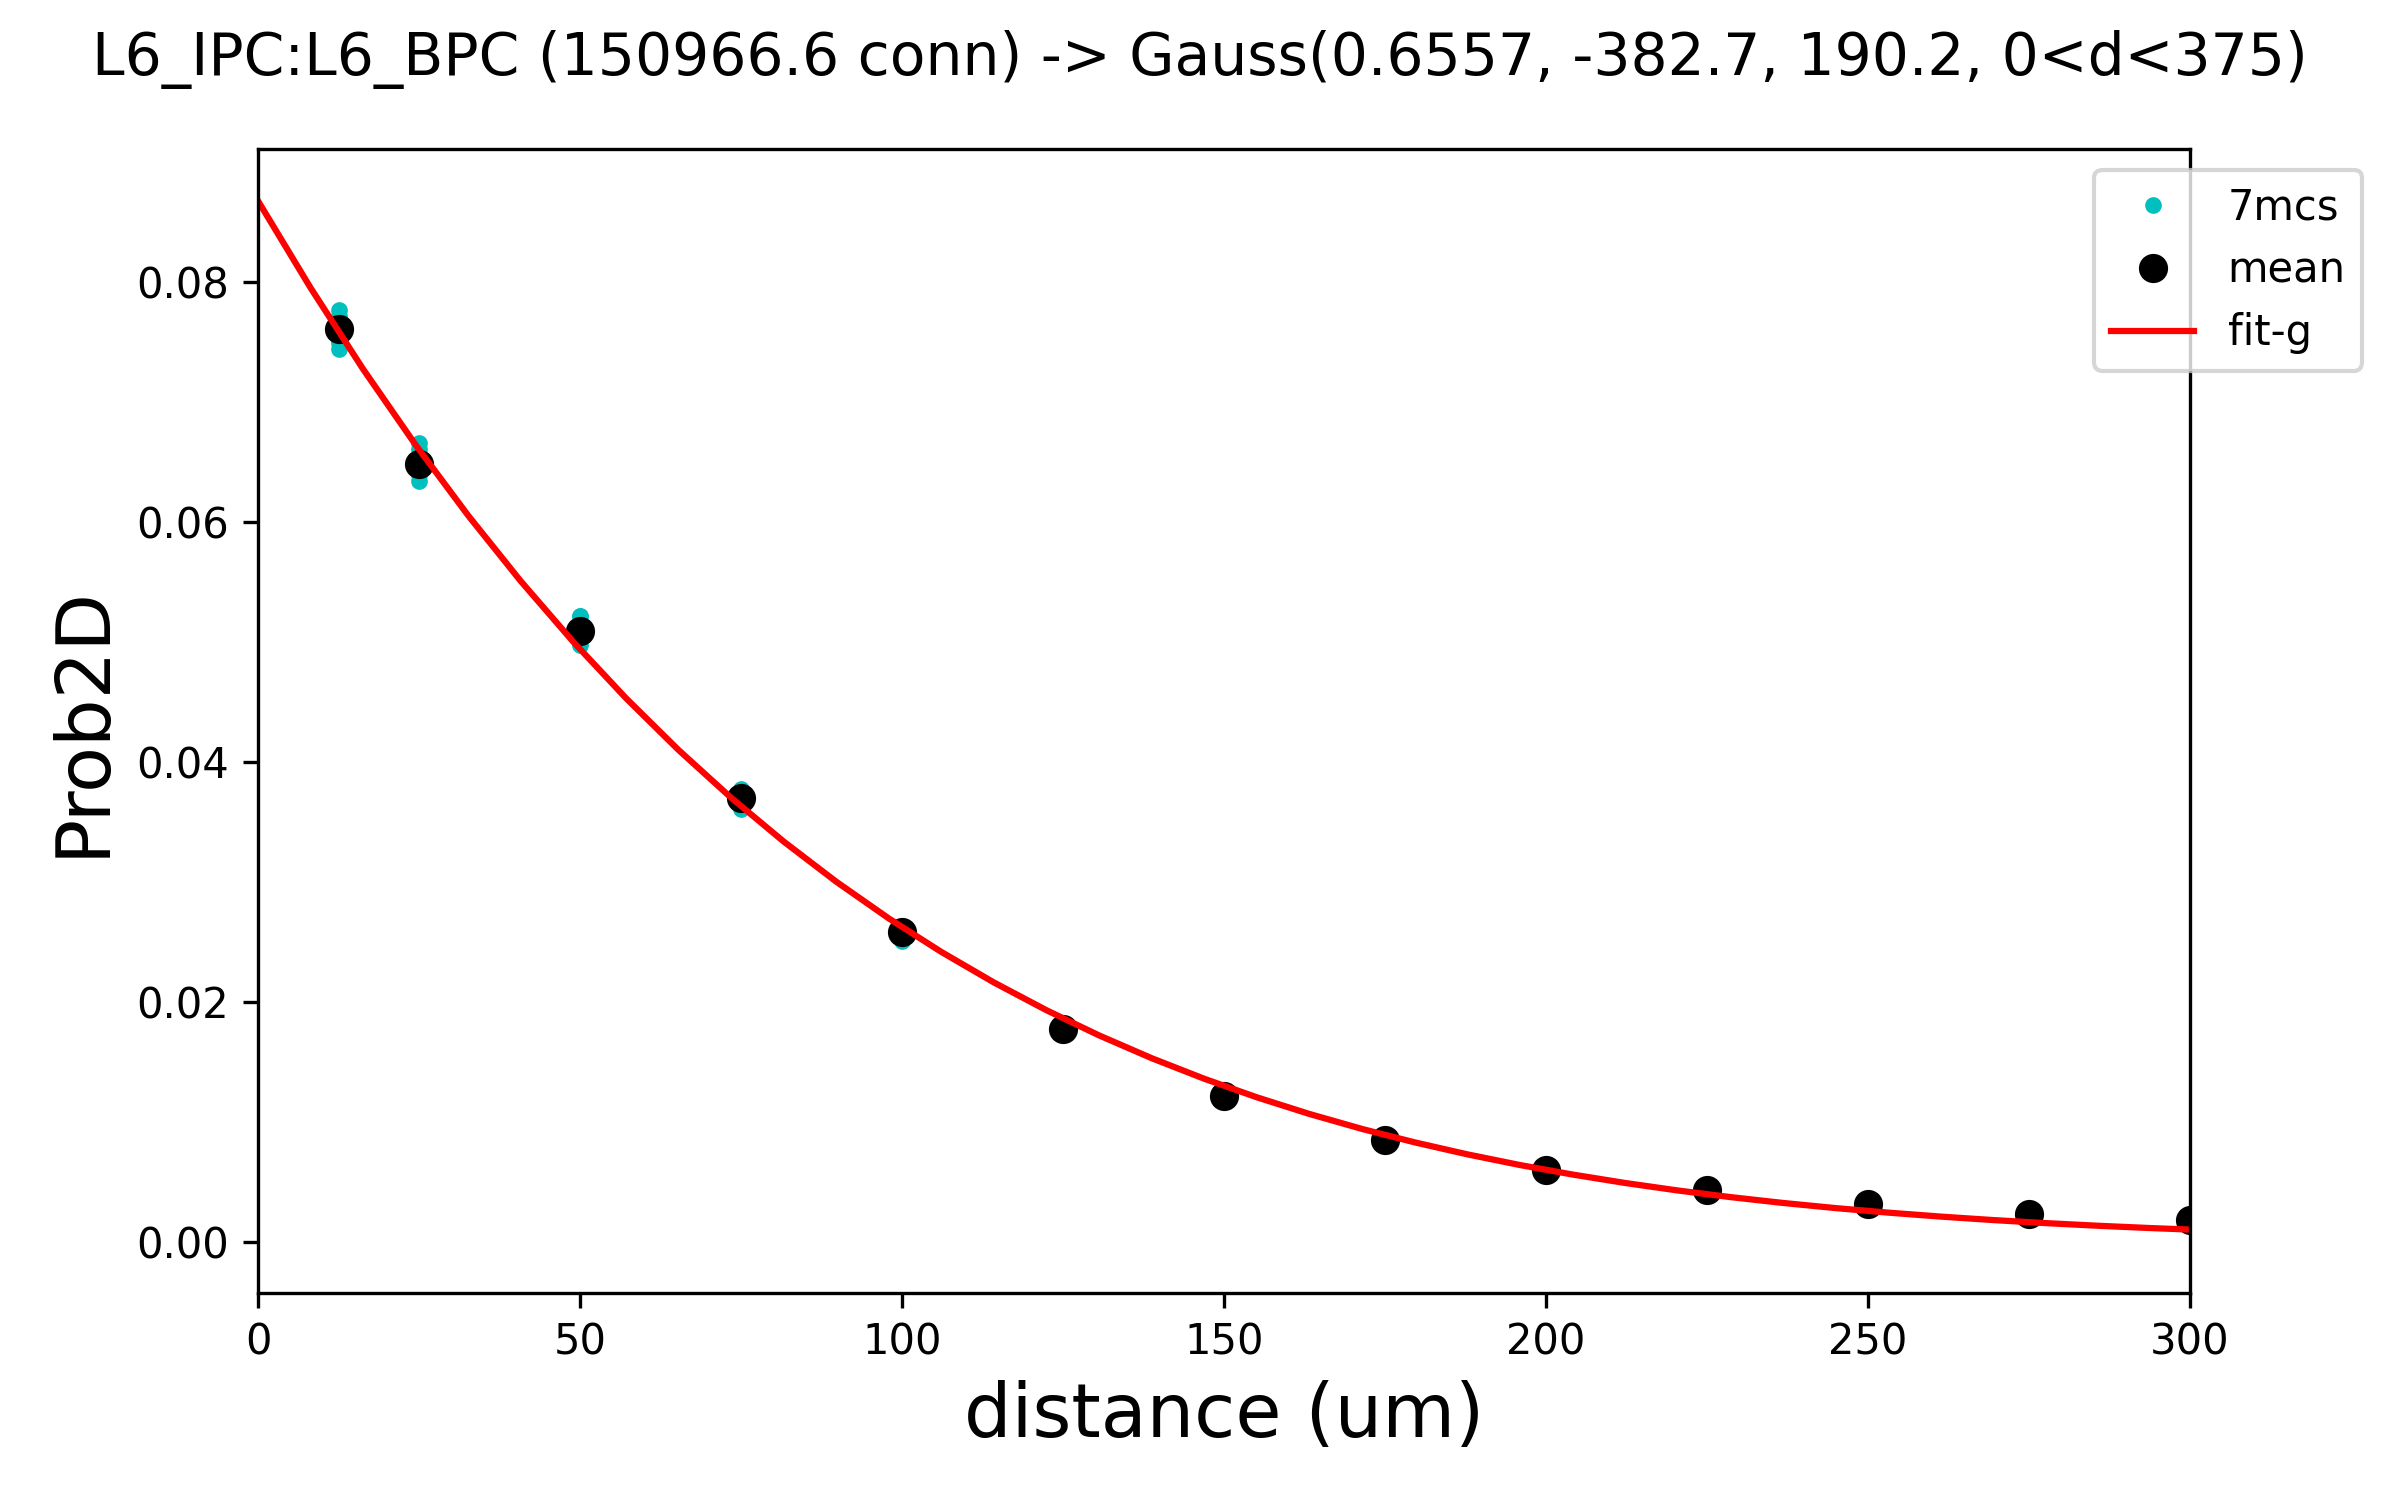 L6_IPC:L6_BPC (150966.6 conn) -> Gauss(0.6557, -382.7, 190.2, 0<d<375)
7mcs
mean
fit-g
Prob2D
0.08
0.06
0.04
0.02
0.00
0 50 100 150 200 250 300
distance (um)